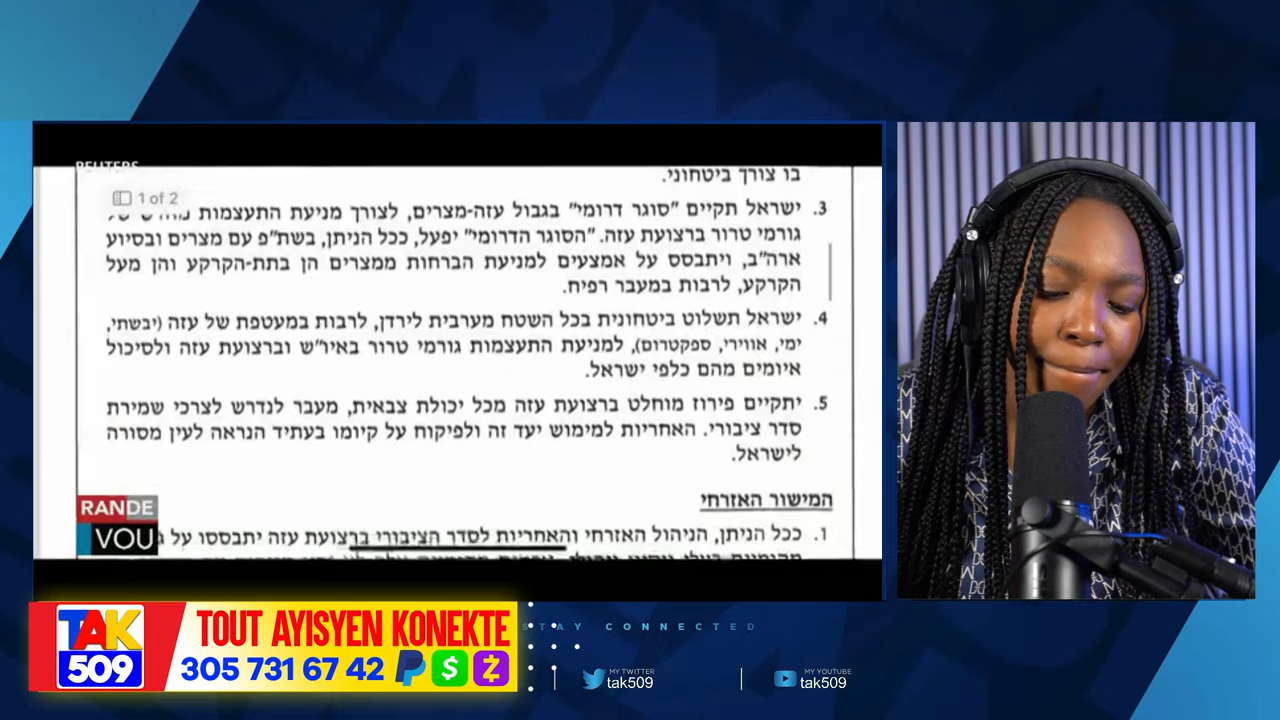 REUTERS
1 of 2
בו צורך ביטחוני.
3. ישראל תקיים "סוגר דרומי" בגבול עזה-מצרים, לצורך מניעת התעצמות מחדש של
גורמי טרור ברצועת עזה. "הסוגר הדרומי" יפעל, ככל הניתן, בשת"פ עם מצרים ובסיוע
ארה"ב, ויתבסס על אמצעים למניעת הברחות ממצרים הן בתת-הקרקע והן מעל
הקרקע, לרבות במעבר רפיח.
4. ישראל תשלוט ביטחונית בכל השטח מערבית לירדן, לרבות במעטפת של עזה (יבשתי,
ימי, אווירי, ספקטרום), למניעת התעצמות גורמי טרור באיו"ש וברצועת עזה ולסיכול
איומים מהם כלפי ישראל.
5. יתקיים פירוז מוחלט ברצועת עזה מכל יכולת צבאית, מעבר לנדרש לצרכי שמירת
סדר ציבורי. האחריות למימוש יעד זה ולפיקוח על קיומו בעתיד הנראה לעין מסורה
לישראל.
המישור האזרחי
1. ככל הניתן, הניהול האזרחי והאחריות לסדר הציבורי ברצועת עזה יתבססו על
RANDE
VOU
TAK
509
TOUT AYISYEN KONEKTE
305 731 67 42
STAY CONNECTED
MY TWITTER
tak509
MY YOUTUBE
tak509